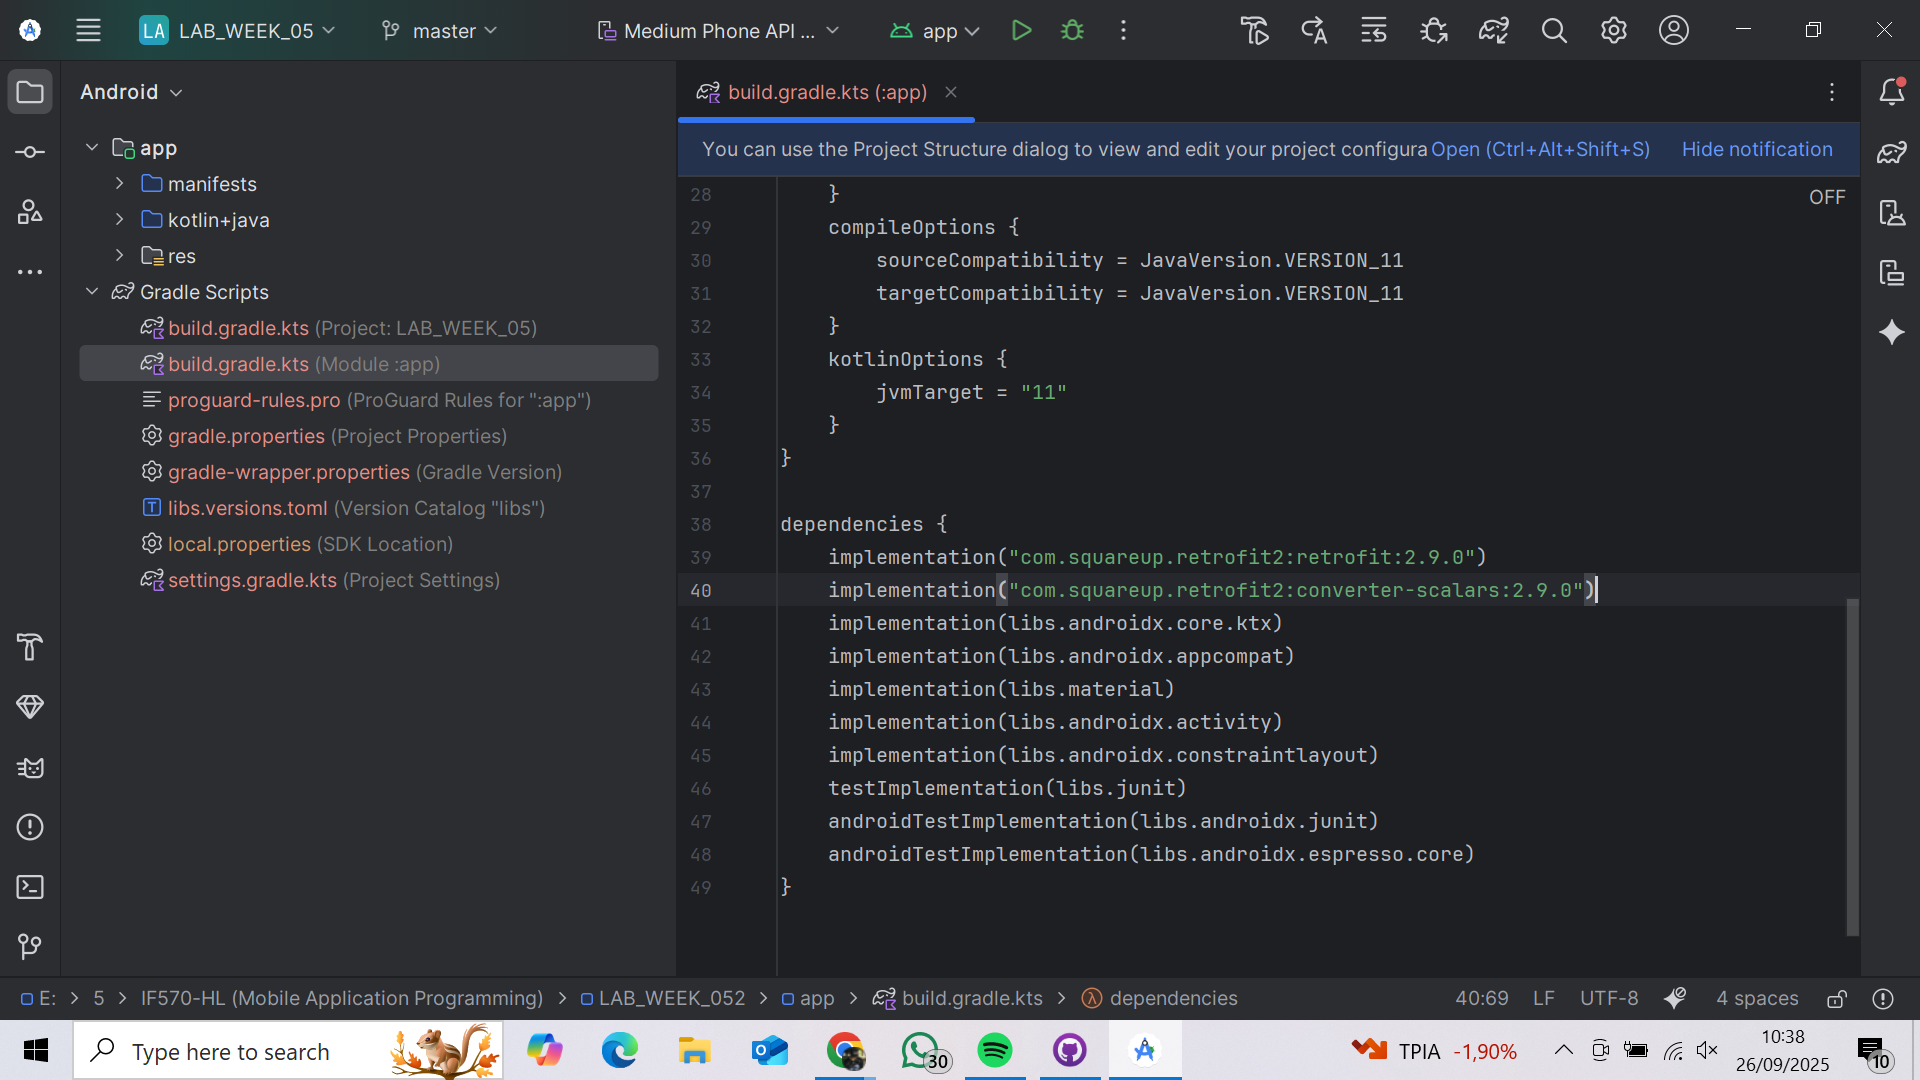 LA LAB_WEEK_05 master Medium Phone API ... app
Android
app
manifests
kotlin+java
res
Gradle Scripts
build.gradle.kts (Project: LAB_WEEK_05)
build.gradle.kts (Module :app)
proguard-rules.pro (ProGuard Rules for ":app")
gradle.properties (Project Properties)
gradle-wrapper.properties (Gradle Version)
libs.versions.toml (Version Catalog "libs")
local.properties (SDK Location)
settings.gradle.kts (Project Settings)
build.gradle.kts (:app)
You can use the Project Structure dialog to view and edit your project configura Open (Ctrl+Alt+Shift+S) Hide notification
OFF
28 }
29 compileOptions {
30 sourceCompatibility = JavaVersion.VERSION_11
31 targetCompatibility = JavaVersion.VERSION_11
32 }
33 kotlinOptions {
34 jvmTarget = "11"
35 }
36 }
37
38 dependencies {
39 implementation("com.squareup.retrofit2:retrofit:2.9.0")
40 implementation("com.squareup.retrofit2:converter-scalars:2.9.0")
41 implementation(libs.androidx.core.ktx)
42 implementation(libs.androidx.appcompat)
43 implementation(libs.material)
44 implementation(libs.androidx.activity)
45 implementation(libs.androidx.constraintlayout)
46 testImplementation(libs.junit)
47 androidTestImplementation(libs.androidx.junit)
48 androidTestImplementation(libs.androidx.espresso.core)
49 }
E: > 5 > IF570-HL (Mobile Application Programming) > LAB_WEEK_052 > app > build.gradle.kts > dependencies 40:69 LF UTF-8 4 spaces
Type here to search
30
TPIA -1,90%
10:38
26/09/2025
10